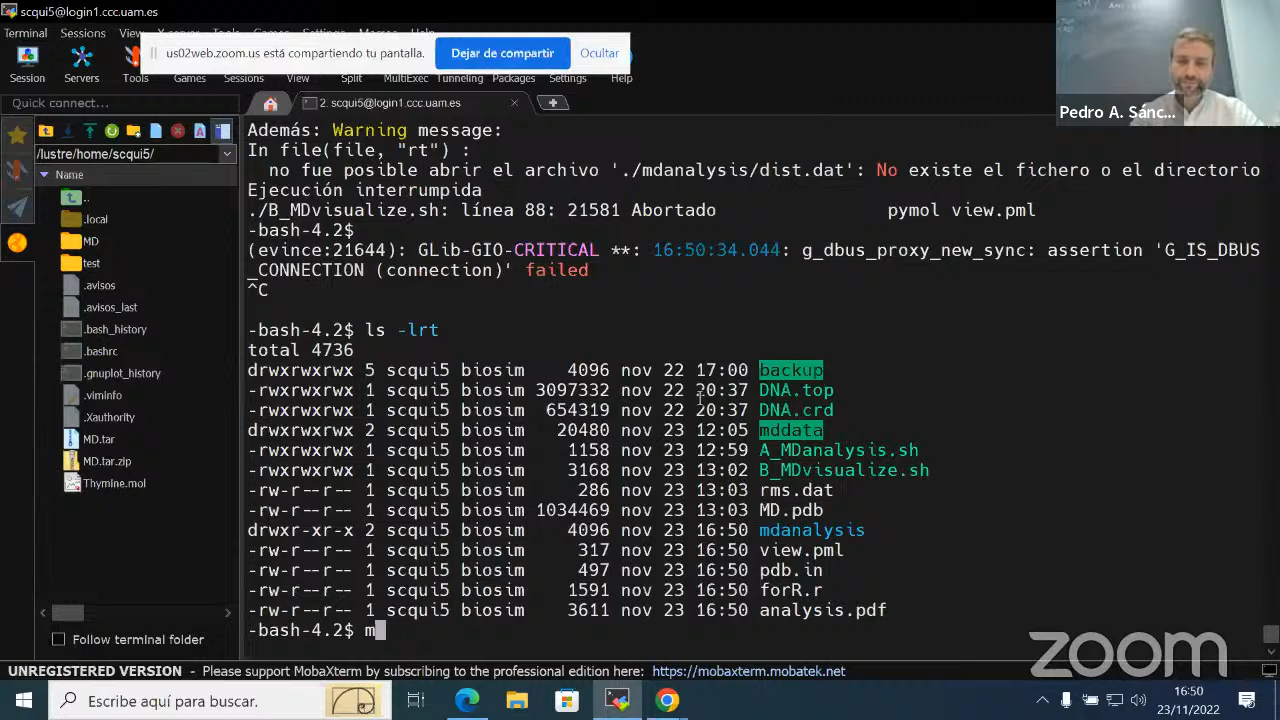 scqui5@login1.ccc.uam.es
Terminal Sessions
us02web.zoom.us está compartiendo tu pantalla. Dejar de compartir Ocultar
Session Servers Tools Games Sessions View Split MultiExec Tunneling Packages Settings Help
Quick connect...
2. scqui5@login1.ccc.uam.es
Pedro A. Sánc...
/lustre/home/scqui5/
Name
..
.local
MD
test
.avisos
.avisos_last
.bash_history
.bashrc
.gnuplot_history
.viminfo
.Xauthority
MD.tar
MD.tar.zip
Thymine.mol
Follow terminal folder
Además: Warning message:
In file(file, "rt") :
no fue posible abrir el archivo './mdanalysis/dist.dat': No existe el fichero o el directorio
Ejecución interrumpida
./B_MDvisualize.sh: línea 88: 21581 Abortado pymol view.pml
-bash-4.2$
(evince:21644): GLib-GIO-CRITICAL **: 16:50:34.044: g_dbus_proxy_new_sync: assertion 'G_IS_DBUS
_CONNECTION (connection)' failed
^C
-bash-4.2$ ls -lrt
total 4736
drwxrwxrwx 5 scqui5 biosim 4096 nov 22 17:00 backup
-rwxrwxrwx 1 scqui5 biosim 3097332 nov 22 20:37 DNA.top
-rwxrwxrwx 1 scqui5 biosim 654319 nov 22 20:37 DNA.crd
drwxrwxrwx 2 scqui5 biosim 20480 nov 23 12:05 mddata
-rwxrwxrwx 1 scqui5 biosim 1158 nov 23 12:59 A_MDanalysis.sh
-rwxrwxrwx 1 scqui5 biosim 3168 nov 23 13:02 B_MDvisualize.sh
-rw-r--r-- 1 scqui5 biosim 286 nov 23 13:03 rms.dat
-rw-r--r-- 1 scqui5 biosim 1034469 nov 23 13:03 MD.pdb
drwxr-xr-x 2 scqui5 biosim 4096 nov 23 16:50 mdanalysis
-rw-r--r-- 1 scqui5 biosim 317 nov 23 16:50 view.pml
-rw-r--r-- 1 scqui5 biosim 497 nov 23 16:50 pdb.in
-rw-r--r-- 1 scqui5 biosim 1591 nov 23 16:50 forR.r
-rw-r--r-- 1 scqui5 biosim 3611 nov 23 16:50 analysis.pdf
-bash-4.2$ m
zoom
UNREGISTERED VERSION - Please support MobaXterm by subscribing to the professional edition here: https://mobaxterm.mobatek.net
Escribe aquí para buscar.
16:50
23/11/2022